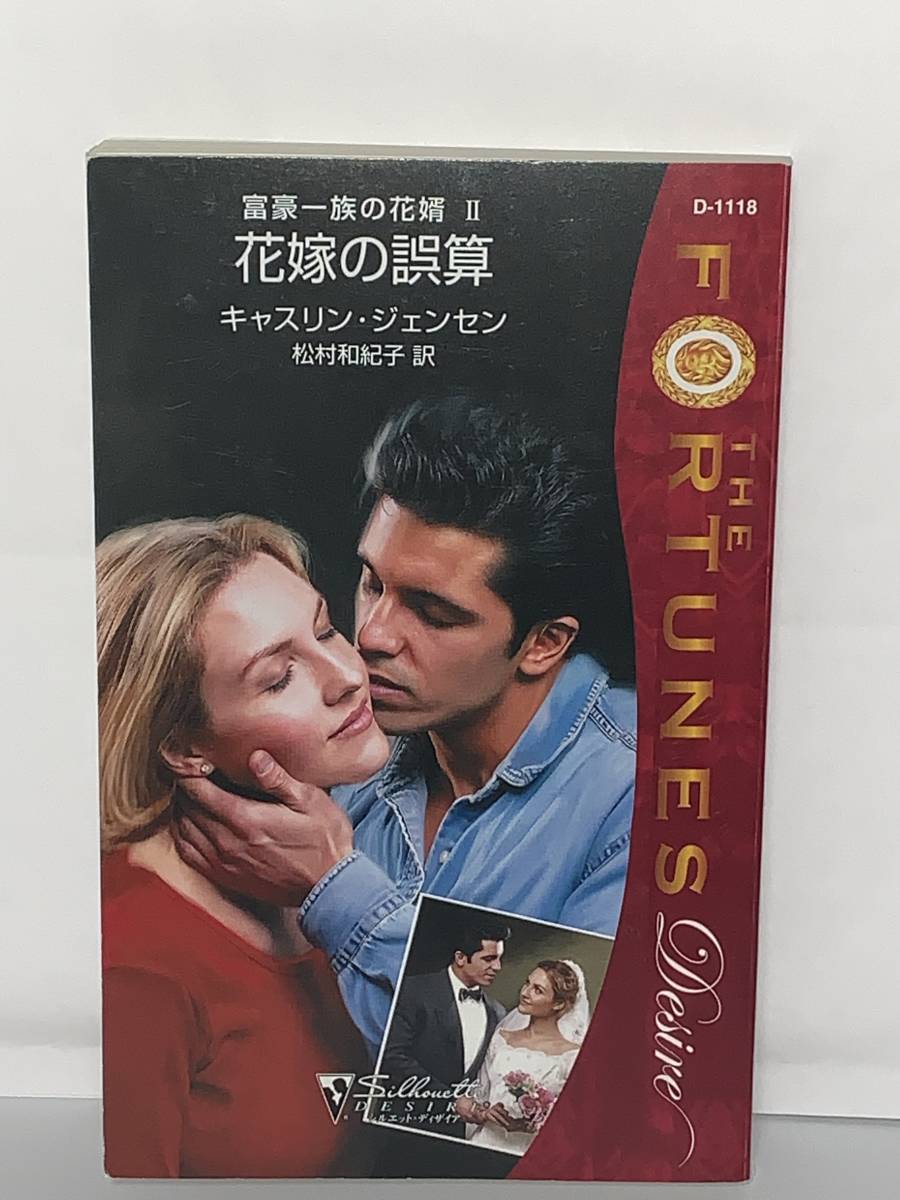 富豪一族の花婿 II
花嫁の誤算
キャスリン・ジェンセン
松村和紀子 訳
D-1118
THE
FORTUNES
Desire
Silhouette
DESIRE
シルエット・ディザイア